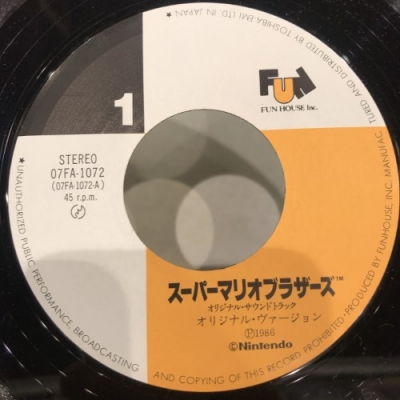 1
FUN
FUN HOUSE Inc.
STEREO
07FA-1072
(07FA-1072-A)
45 r.p.m.
スーパーマリオブラザーズ™
オリジナル・サウンドトラック
オリジナル・ヴァージョン
Ⓟ1986
©Nintendo
★UNAUTHORIZED PUBLIC PERFORMANCE BROADCASTING AND COPYING OF THIS RECORD PROHIBITED・PRODUCED BY FUNHOUSE, INC. MANUFACTURED AND DISTRIBUTED BY TOSHIBA EMI LTD. IN JAPAN.★